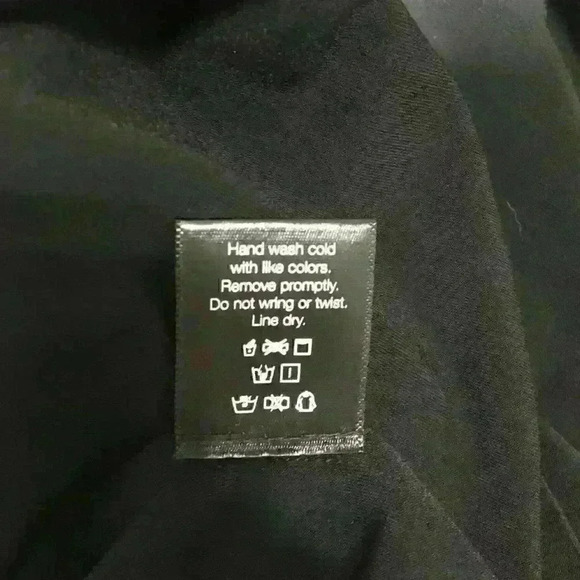 Hand wash cold
with like colors.
Remove promptly.
Do not wring or twist.
Line dry.